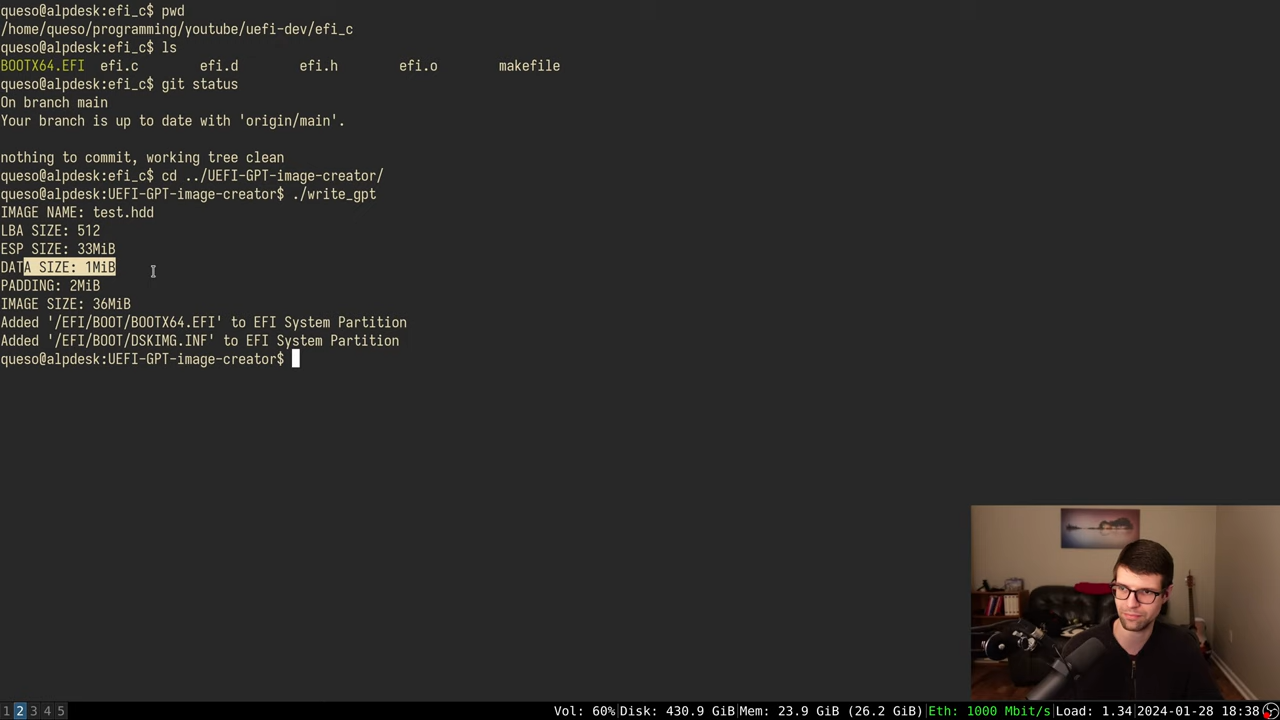 queso@alpdesk:efi_c$ pwd
/home/queso/programming/youtube/uefi-dev/efi_c
queso@alpdesk:efi_c$ ls
BOOTX64.EFI efi.c efi.d efi.h efi.o makefile
queso@alpdesk:efi_c$ git status
On branch main
Your branch is up to date with 'origin/main'.
nothing to commit, working tree clean
queso@alpdesk:efi_c$ cd ../UEFI-GPT-image-creator/
queso@alpdesk:UEFI-GPT-image-creator$ ./write_gpt
IMAGE NAME: test.hdd
LBA SIZE: 512
ESP SIZE: 33MiB
DATA SIZE: 1MiB
PADDING: 2MiB
IMAGE SIZE: 36MiB
Added '/EFI/BOOT/BOOTX64.EFI' to EFI System Partition
Added '/EFI/BOOT/DSKIMG.INF' to EFI System Partition
queso@alpdesk:UEFI-GPT-image-creator$
1 2 3 4 5 Vol: 60%|Disk: 430.9 GiB|Mem: 23.9 GiB (26.2 GiB)|Eth: 1000 Mbit/s|Load: 1.34|2024-01-28 18:38